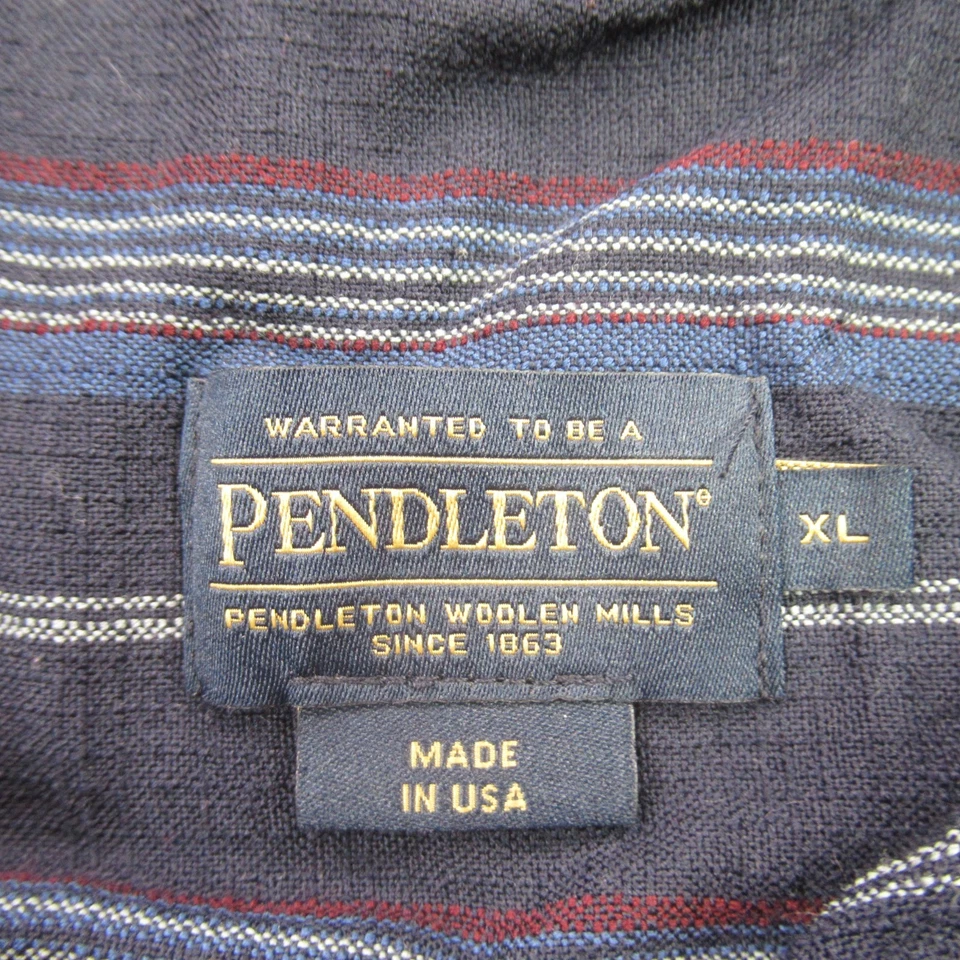 WARRANTED TO BE A
PENDLETON®
XL
PENDLETON WOOLEN MILLS
SINCE 1863
MADE
IN USA